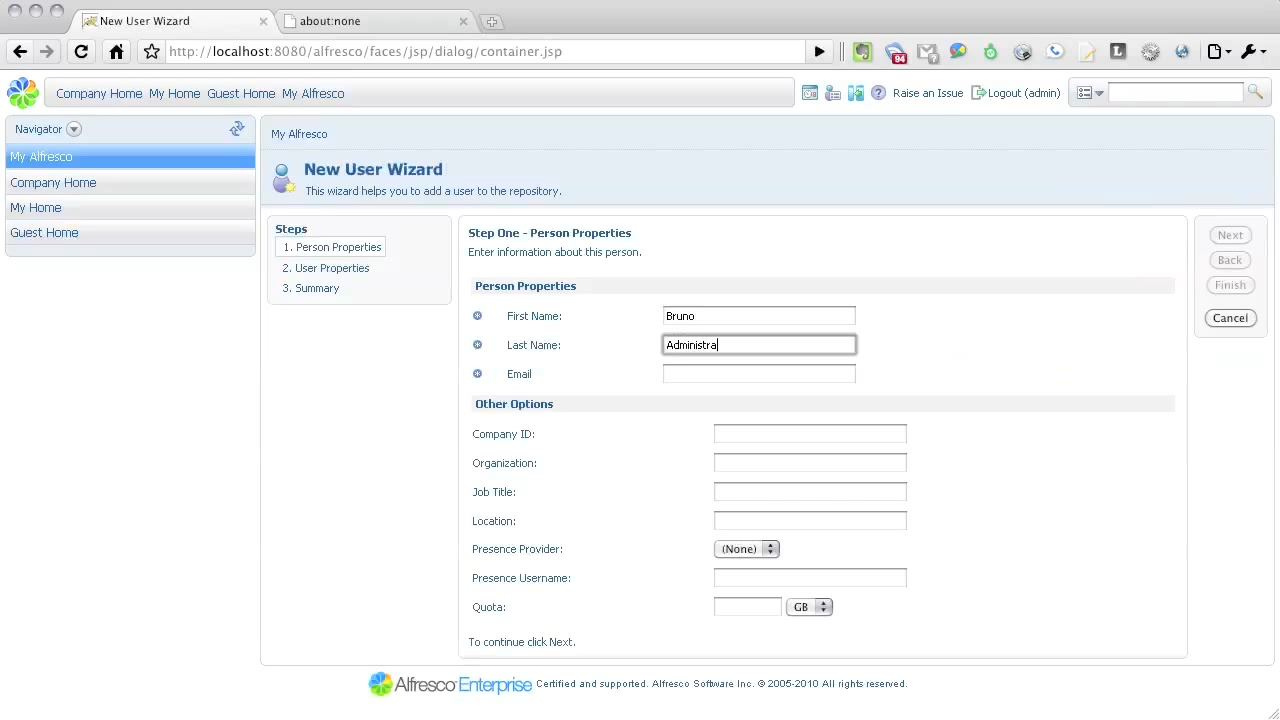 New User Wizard
about:none
http://localhost:8080/alfresco/faces/jsp/dialog/container.jsp
94
?
L
Company Home My Home Guest Home My Alfresco
? Raise an Issue Logout (admin)
Navigator
My Alfresco
Company Home
My Home
Guest Home
My Alfresco
New User Wizard
This wizard helps you to add a user to the repository.
Steps
1. Person Properties
2. User Properties
3. Summary
Step One - Person Properties
Enter information about this person.
Person Properties
First Name: Bruno
Last Name: Administra
Email
Other Options
Company ID:
Organization:
Job Title:
Location:
Presence Provider: (None)
Presence Username:
Quota: GB
To continue click Next.
Next
Back
Finish
Cancel
Alfresco Enterprise Certified and supported. Alfresco Software Inc. © 2005-2010 All rights reserved.